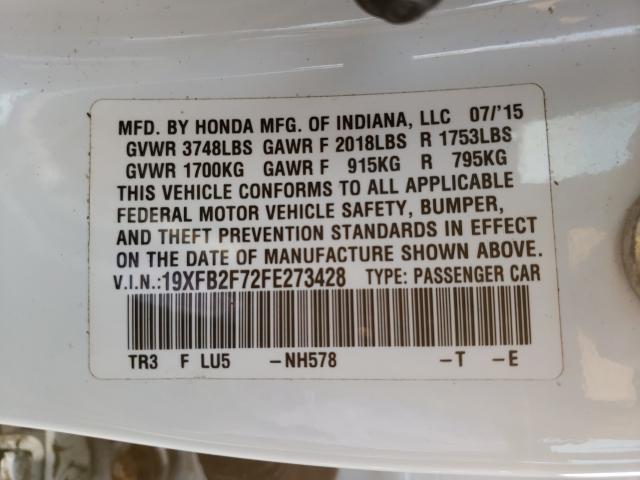 MFD. BY HONDA MFG. OF INDIANA, LLC 07/'15
GVWR 3748LBS GAWR F 2018LBS R 1753LBS
GVWR 1700KG GAWR F 915KG R 795KG
THIS VEHICLE CONFORMS TO ALL APPLICABLE
FEDERAL MOTOR VEHICLE SAFETY, BUMPER,
AND THEFT PREVENTION STANDARDS IN EFFECT
ON THE DATE OF MANUFACTURE SHOWN ABOVE.
V.I.N.:19XFB2F72FE273428 TYPE: PASSENGER CAR
TR3 F LU5 -NH578 -T -E